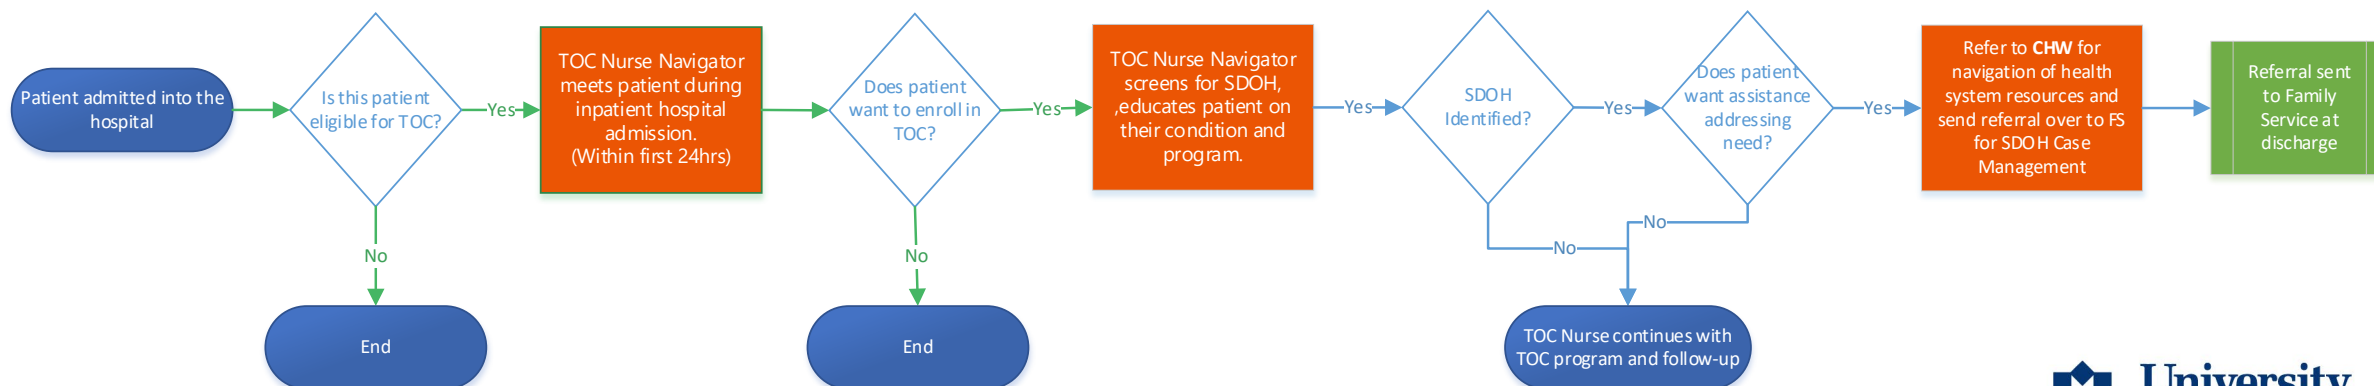 Patient admitted into the
hospital
Is this patient
eligible for TOC?
Yes
No
End
TOC Nurse Navigator
meets patient during
inpatient hospital
admission.
(Within first 24hrs)
Does patient
want to enroll in
TOC?
Yes
No
End
TOC Nurse Navigator
screens for SDOH,
,educates patient on
their condition and
program.
Yes
SDOH
Identified?
Yes
No
Does patient
want assistance
addressing
need?
Yes
No
TOC Nurse continues with
TOC program and follow-up
Refer to CHW for
navigation of health
system resources and
send referral over to FS
for SDOH Case
Management
Referral sent
to Family
Service at
discharge
University